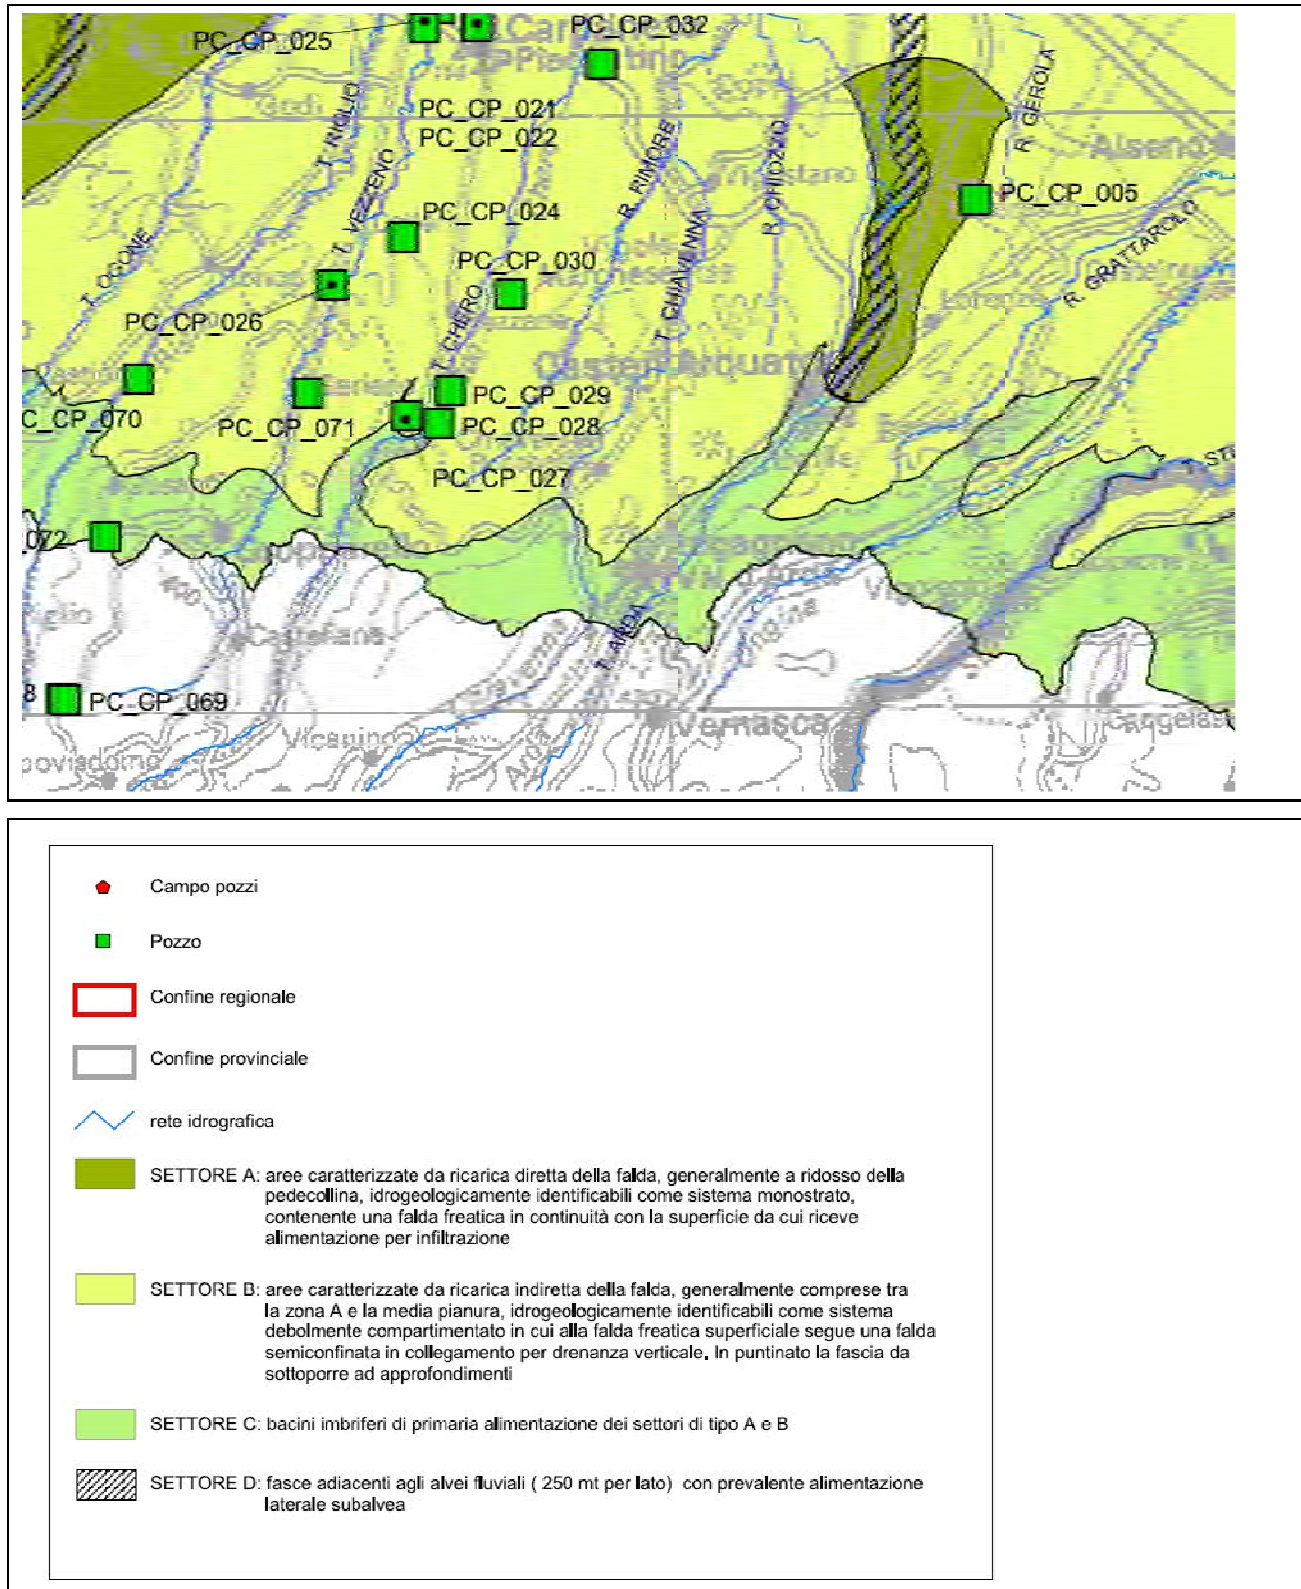 PC_CP_025
PC_CP_032
PC_CP_021
PC_CP_022
T. RIGLIO
R. GEROLA
Alseno
R. RIMORE
T. VEZZENO
R. CHIOZZO
PC_CP_005
PC_CP_024
T. OGONE
PC_CP_030
T. CHIAVENNA
R. GRATTAROLO
PC_CP_026
T. CHERO
Castell'Arquato
PC_CP_029
C_CP_070
PC_CP_071
PC_CP_028
PC_CP_027
072
T. ARDA
8
PC_CP_069
Vernasca
Vicanino
Campo pozzi
Pozzo
Confine regionale
Confine provinciale
rete idrografica
SETTORE A: aree caratterizzate da ricarica diretta della falda, generalmente a ridosso della
pedecollina, idrogeologicamente identificabili come sistema monostrato,
contenente una falda freatica in continuità con la superficie da cui riceve
alimentazione per infiltrazione
SETTORE B: aree caratterizzate da ricarica indiretta della falda, generalmente comprese tra
la zona A e la media pianura, idrogeologicamente identificabili come sistema
debolmente compartimentato in cui alla falda freatica superficiale segue una falda
semiconfinata in collegamento per drenanza verticale. In puntinato la fascia da
sottoporre ad approfondimenti
SETTORE C: bacini imbriferi di primaria alimentazione dei settori di tipo A e B
SETTORE D: fasce adiacenti agli alvei fluviali ( 250 mt per lato) con prevalente alimentazione
laterale subalvea